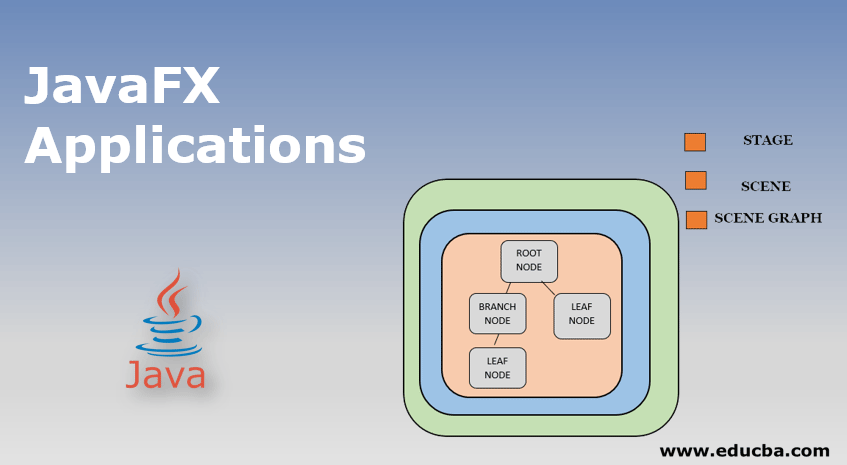 JavaFX
Applications
STAGE
SCENE
SCENE GRAPH
ROOT
NODE
BRANCH
NODE
LEAF
NODE
LEAF
NODE
Java
www.educba.com